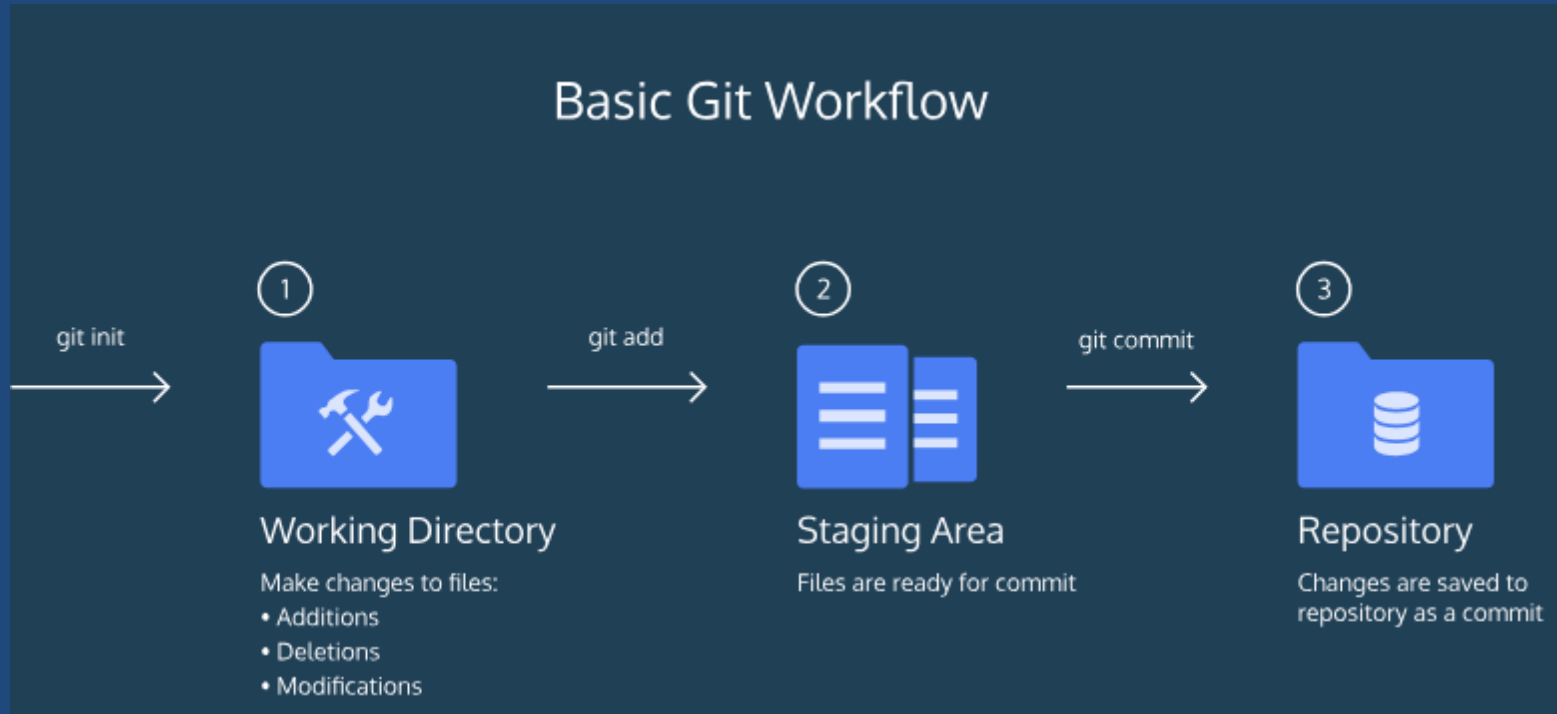 Basic Git Workflow
git init
1
Working Directory
Make changes to files:
• Additions
• Deletions
• Modifications
git add
2
Staging Area
Files are ready for commit
git commit
3
Repository
Changes are saved to
repository as a commit